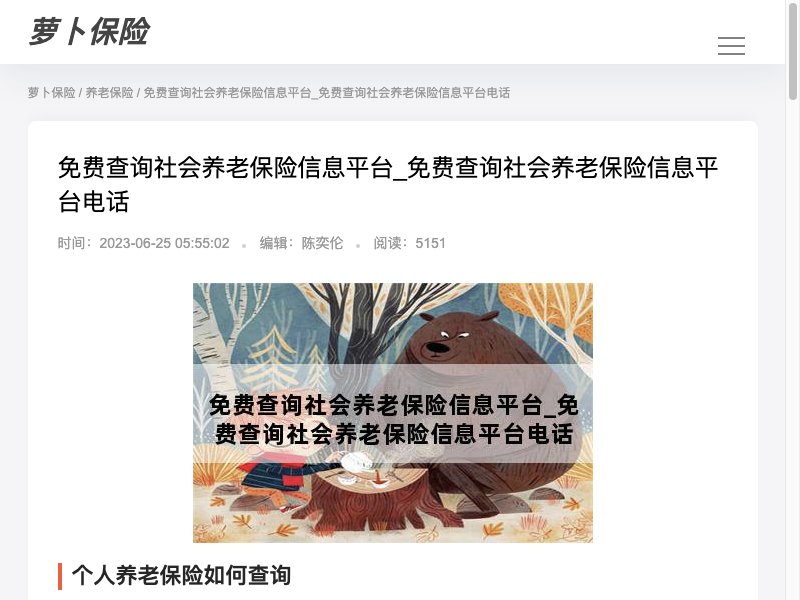 萝卜保险
萝卜保险 / 养老保险 / 免费查询社会养老保险信息平台_免费查询社会养老保险信息平台电话
免费查询社会养老保险信息平台_免费查询社会养老保险信息平
台电话
时间：2023-06-25 05:55:02 编辑：陈奕伦 阅读：5151
免费查询社会养老保险信息平台_免
费查询社会养老保险信息平台电话
个人养老保险如何查询